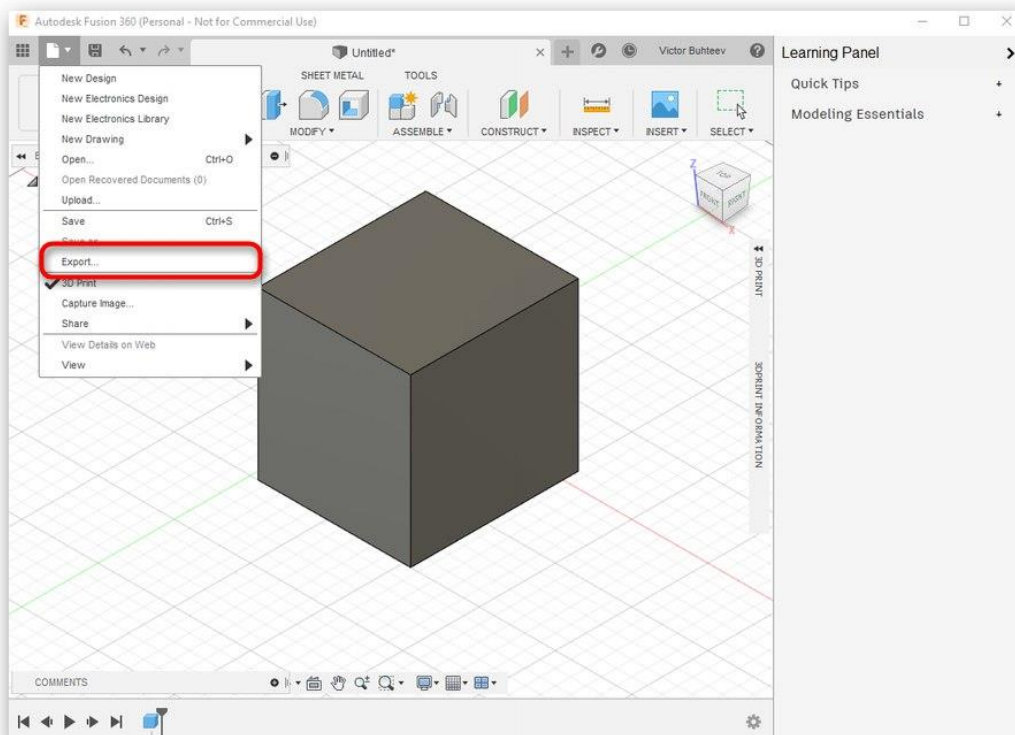 Autodesk Fusion 360 (Personal - Not for Commercial Use)
Untitled*
Victor Buhteev
Learning Panel
Quick Tips
Modeling Essentials
SHEET METAL
TOOLS
MODIFY
ASSEMBLE
CONSTRUCT
INSPECT
INSERT
SELECT
New Design
New Electronics Design
New Electronics Library
New Drawing
Open... Ctrl+O
Open Recovered Documents (0)
Upload...
Save Ctrl+S
Export...
3D Print
Capture Image...
Share
View Details on Web
View
Z
TOP
FRONT
RIGHT
X
3D PRINT
3DPRINT INFORMATION
COMMENTS